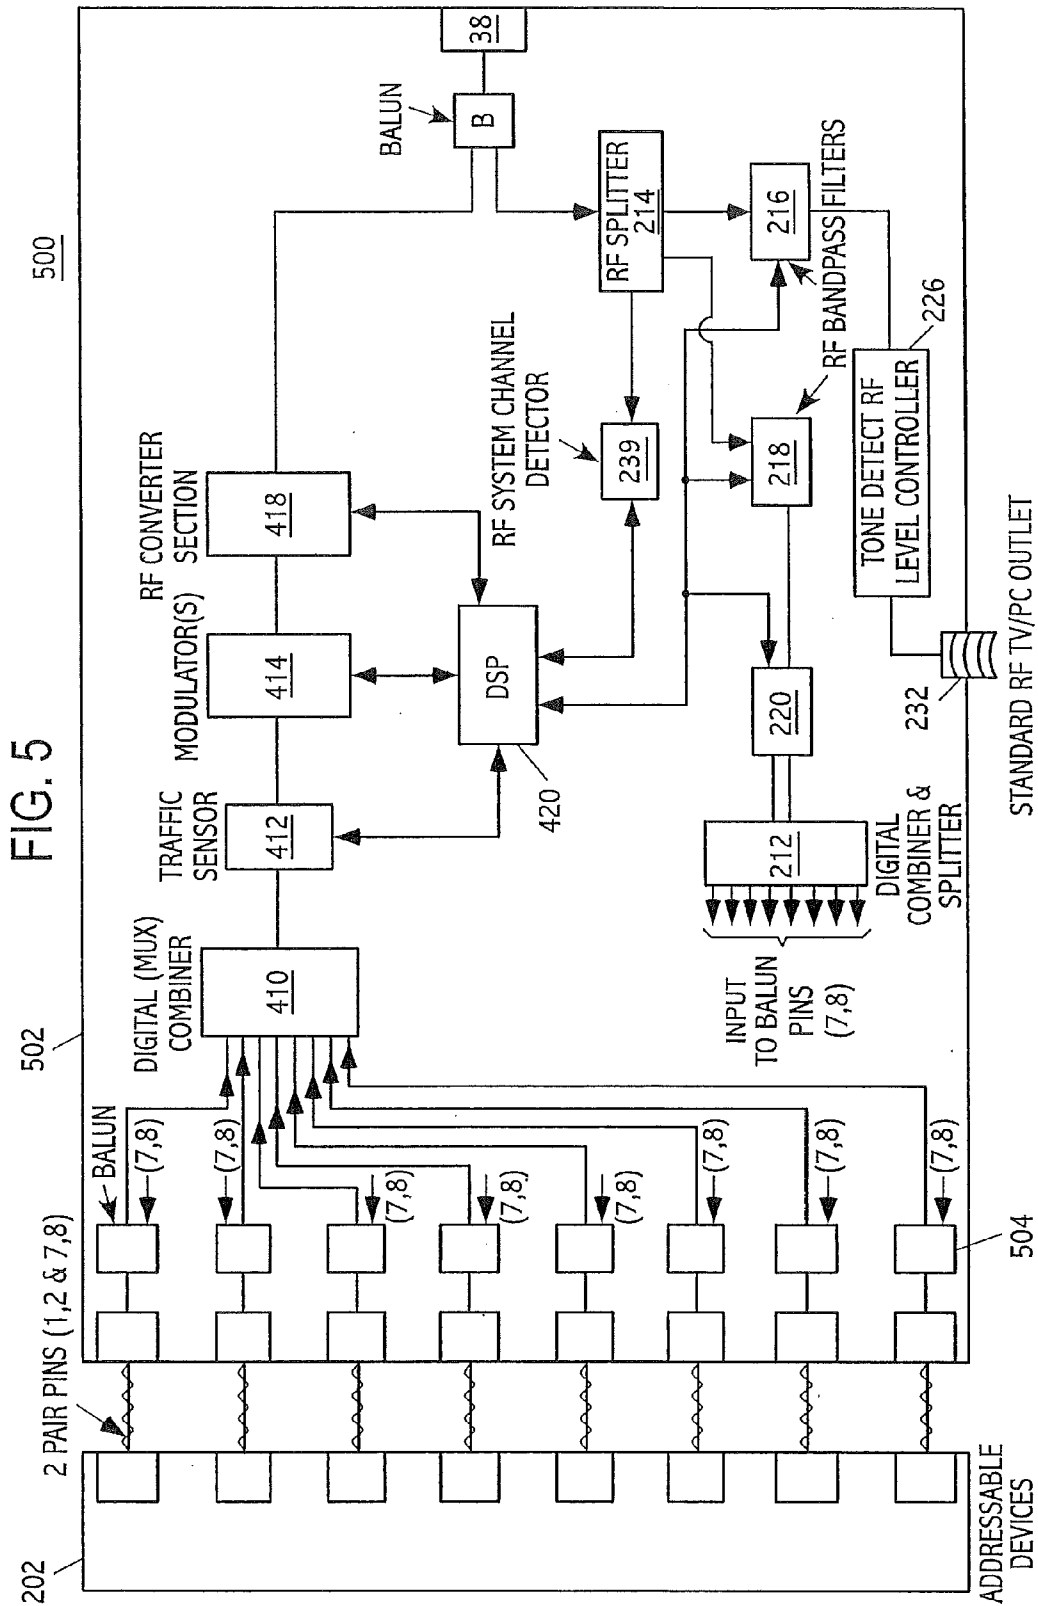 FIG. 5
500
502
202
2 PAIR PINS (1,2 & 7,8)
BALUN
(7,8)
(7,8)
(7,8)
(7,8)
(7,8)
(7,8)
(7,8)
(7,8)
504
ADDRESSABLE
DEVICES
DIGITAL (MUX)
COMBINER
410
TRAFFIC
SENSOR
412
MODULATOR(S)
414
RF CONVERTER
SECTION
418
DSP
420
BALUN
B
38
RF SPLITTER
214
RF SYSTEM CHANNEL
DETECTOR
239
216
218
RF BANDPASS FILTERS
220
212
DIGITAL
COMBINER &
SPLITTER
INPUT
TO BALUN
PINS
(7,8)
TONE DETECT RF
LEVEL CONTROLLER
226
232
STANDARD RF TV/PC OUTLET